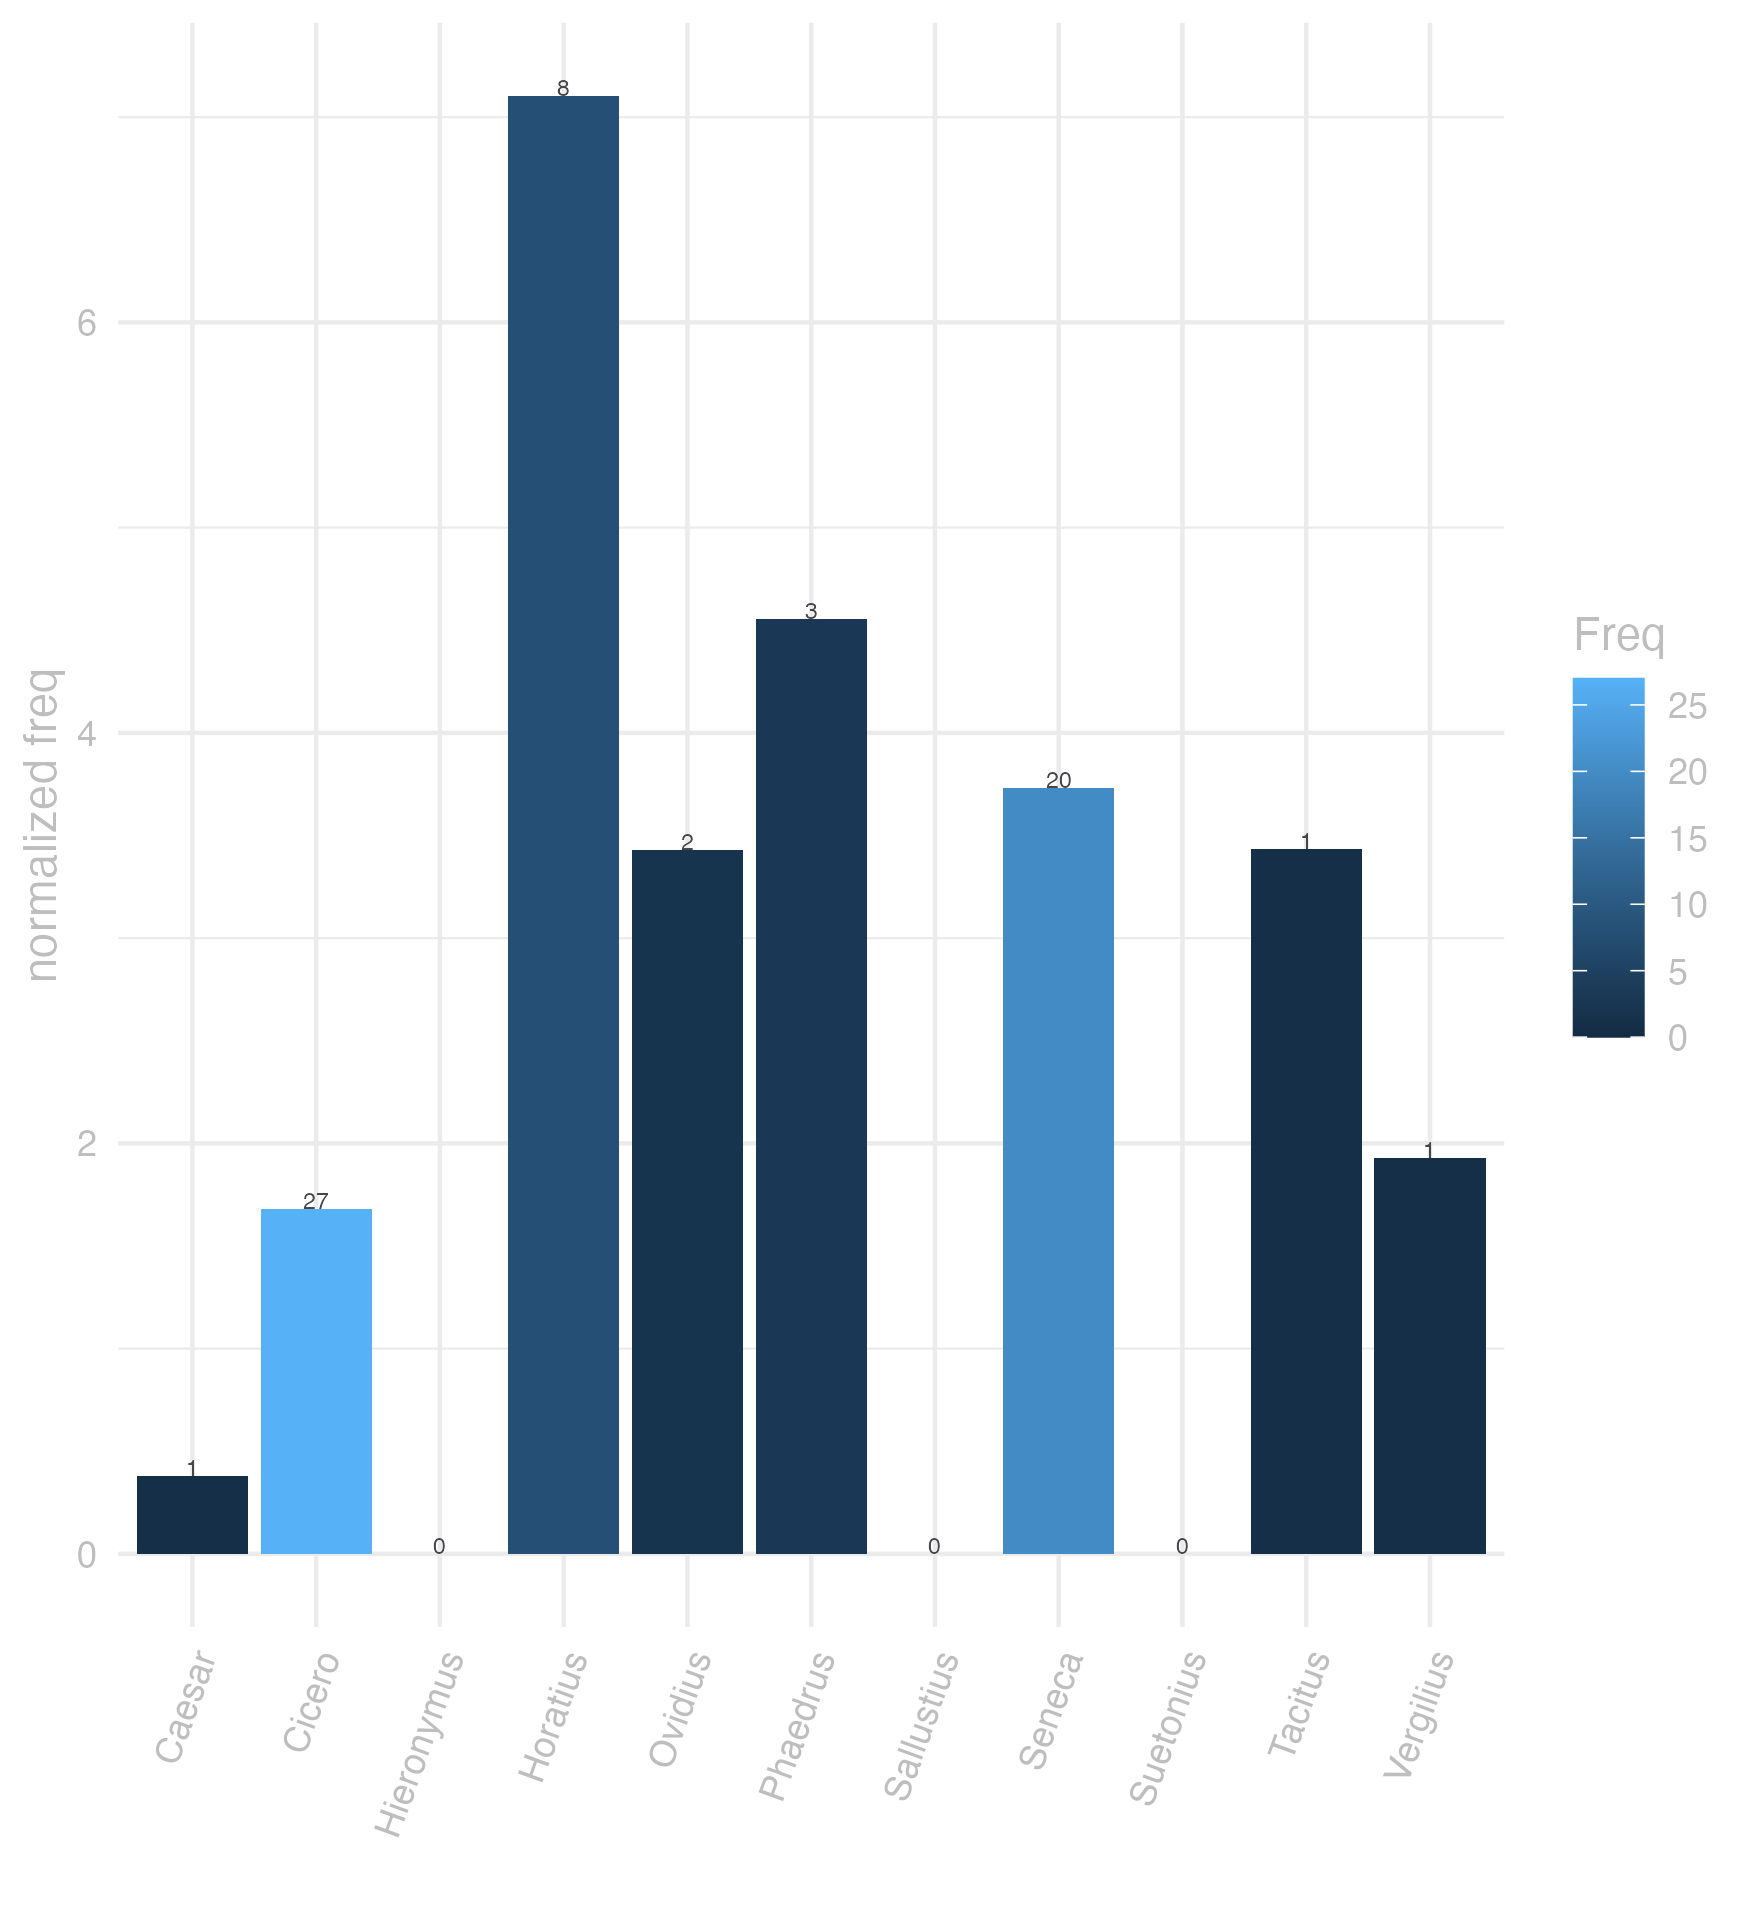 normalized freq
6
4
2
0
8
3
20
2
1
1
27
1
0
0
0
Caesar
Cicero
Hieronymus
Horatius
Ovidius
Phaedrus
Sallustius
Seneca
Suetonius
Tacitus
Vergilius
Freq
25
20
15
10
5
0